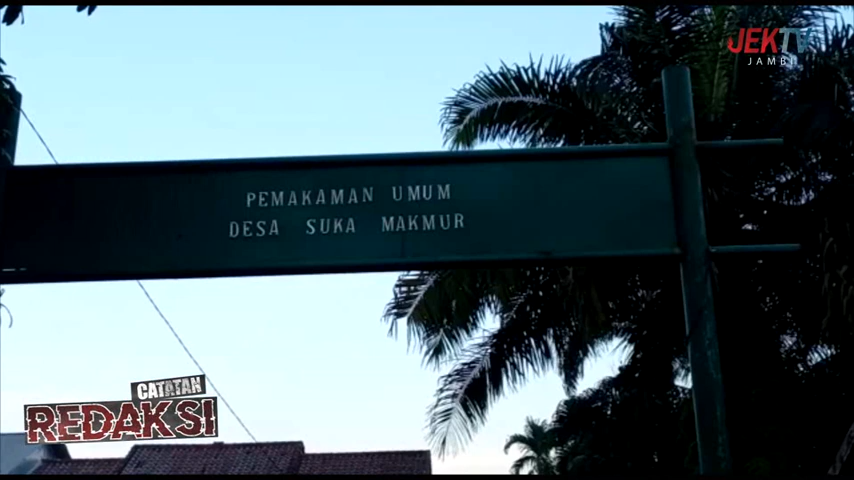 JEKTV
JAMBI
PEMAKAMAN UMUM
DESA SUKA MAKMUR
CATATAN
REDAKSI